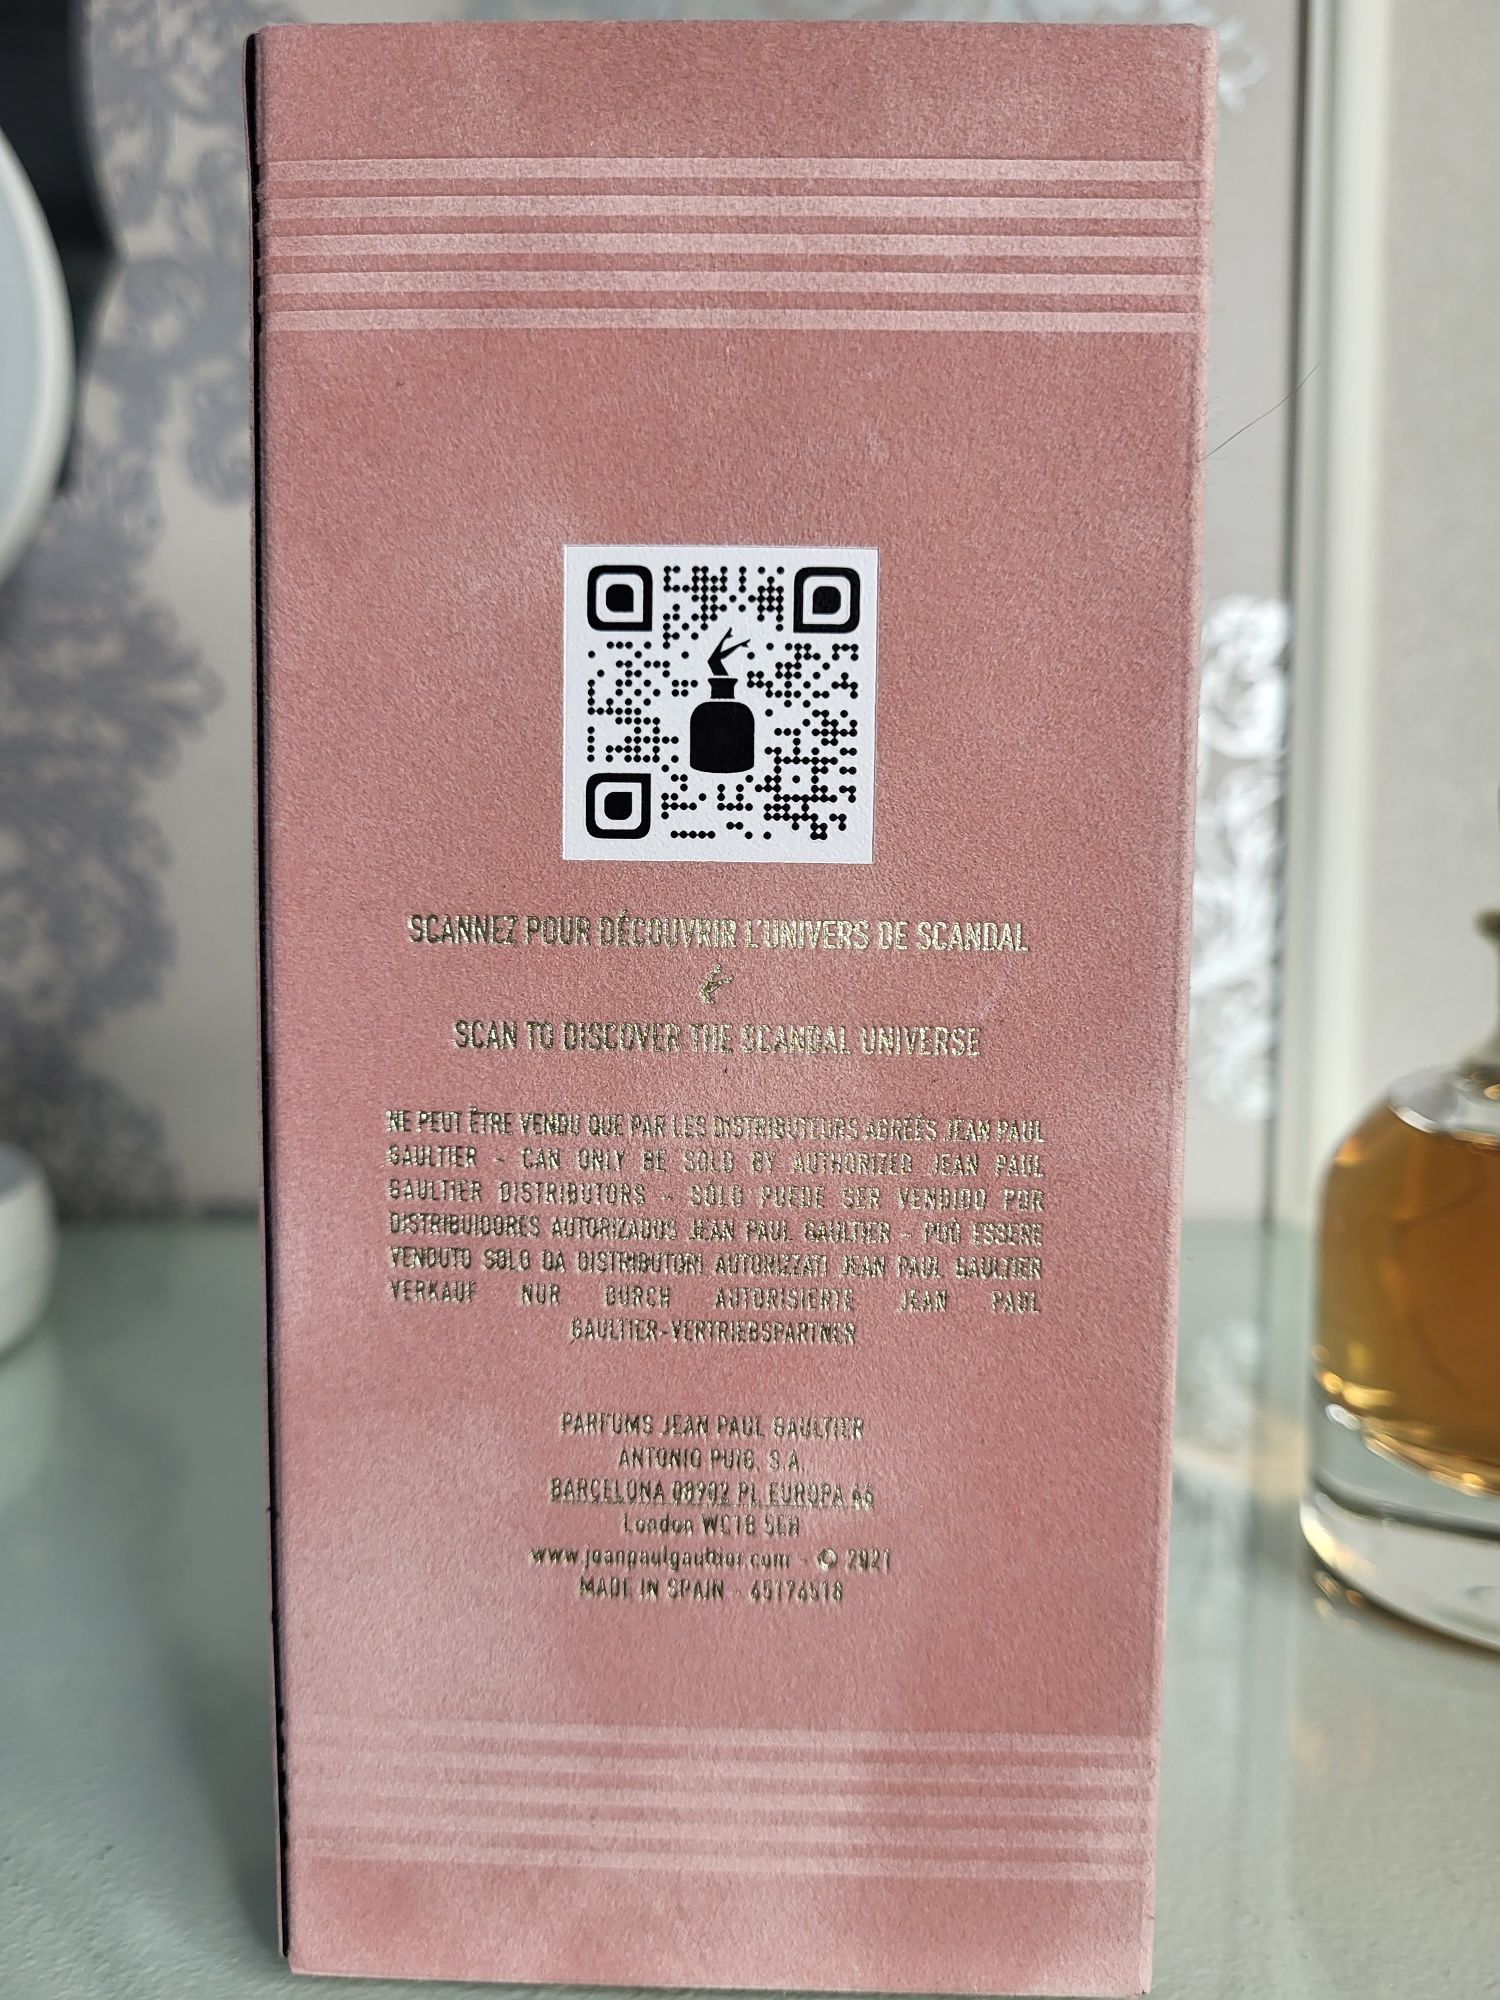 SCANNEZ POUR DÉCOUVRIR L'UNIVERS DE SCANDAL
SCAN TO DISCOVER THE SCANDAL UNIVERSE
NE PEUT ÊTRE VENDU QUE PAR LES DISTRIBUTEURS AGRÉÉS JEAN PAUL
GAULTIER - CAN ONLY BE SOLD BY AUTHORIZED JEAN PAUL
GAULTIER DISTRIBUTORS - SÓLO PUEDE SER VENDIDO POR
DISTRIBUIDORES AUTORIZADOS JEAN PAUL GAULTIER - PUÒ ESSERE
VENDUTO SOLO DA DISTRIBUTORI AUTORIZZATI JEAN PAUL GAULTIER
VERKAUF NUR DURCH AUTORISIERTE JEAN PAUL
GAULTIER-VERTRIEBSPARTNER
PARFUMS JEAN PAUL GAULTIER
ANTONIO PUIG, S.A.
BARCELONA 08902 PL EUROPA 46
London WC1B 5EH
www.jeanpaulgaultier.com - © 2021
MADE IN SPAIN - 65176518